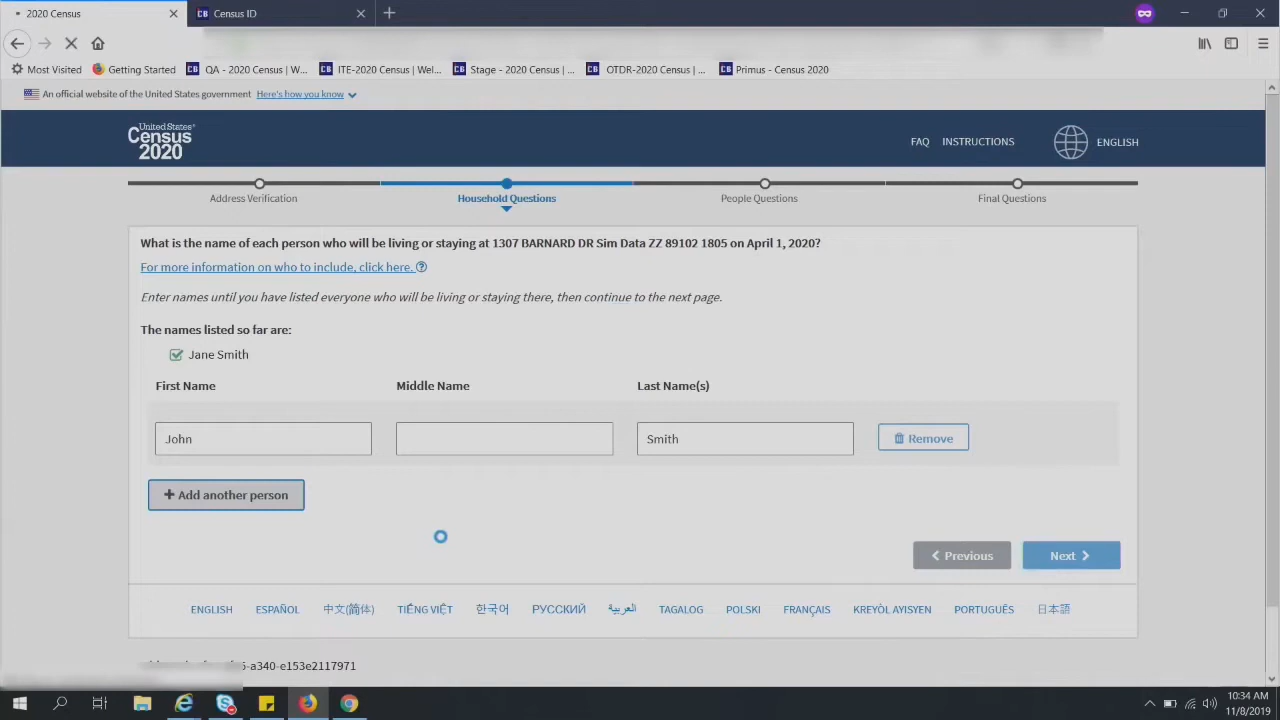 2020 Census
Census ID
Most Visited
Getting Started
QA - 2020 Census | W...
ITE-2020 Census | Wel...
Stage - 2020 Census | ...
OTDR-2020 Census | ...
Primus - Census 2020
An official website of the United States government Here's how you know
United States®
Census
2020
FAQ INSTRUCTIONS
ENGLISH
Address Verification
Household Questions
People Questions
Final Questions
What is the name of each person who will be living or staying at 1307 BARNARD DR Sim Data ZZ 89102 1805 on April 1, 2020?
For more information on who to include, click here.
Enter names until you have listed everyone who will be living or staying there, then continue to the next page.
The names listed so far are:
Jane Smith
First Name Middle Name Last Name(s)
John Smith Remove
+ Add another person
Previous Next
ENGLISH ESPAÑOL 中文(简体) TIẾNG VIỆT 한국어 РУССКИЙ العربية TAGALOG POLSKI FRANÇAIS KREYÒL AYISYEN PORTUGUÊS 日本語
5-a340-e153e2117971
10:34 AM
11/8/2019